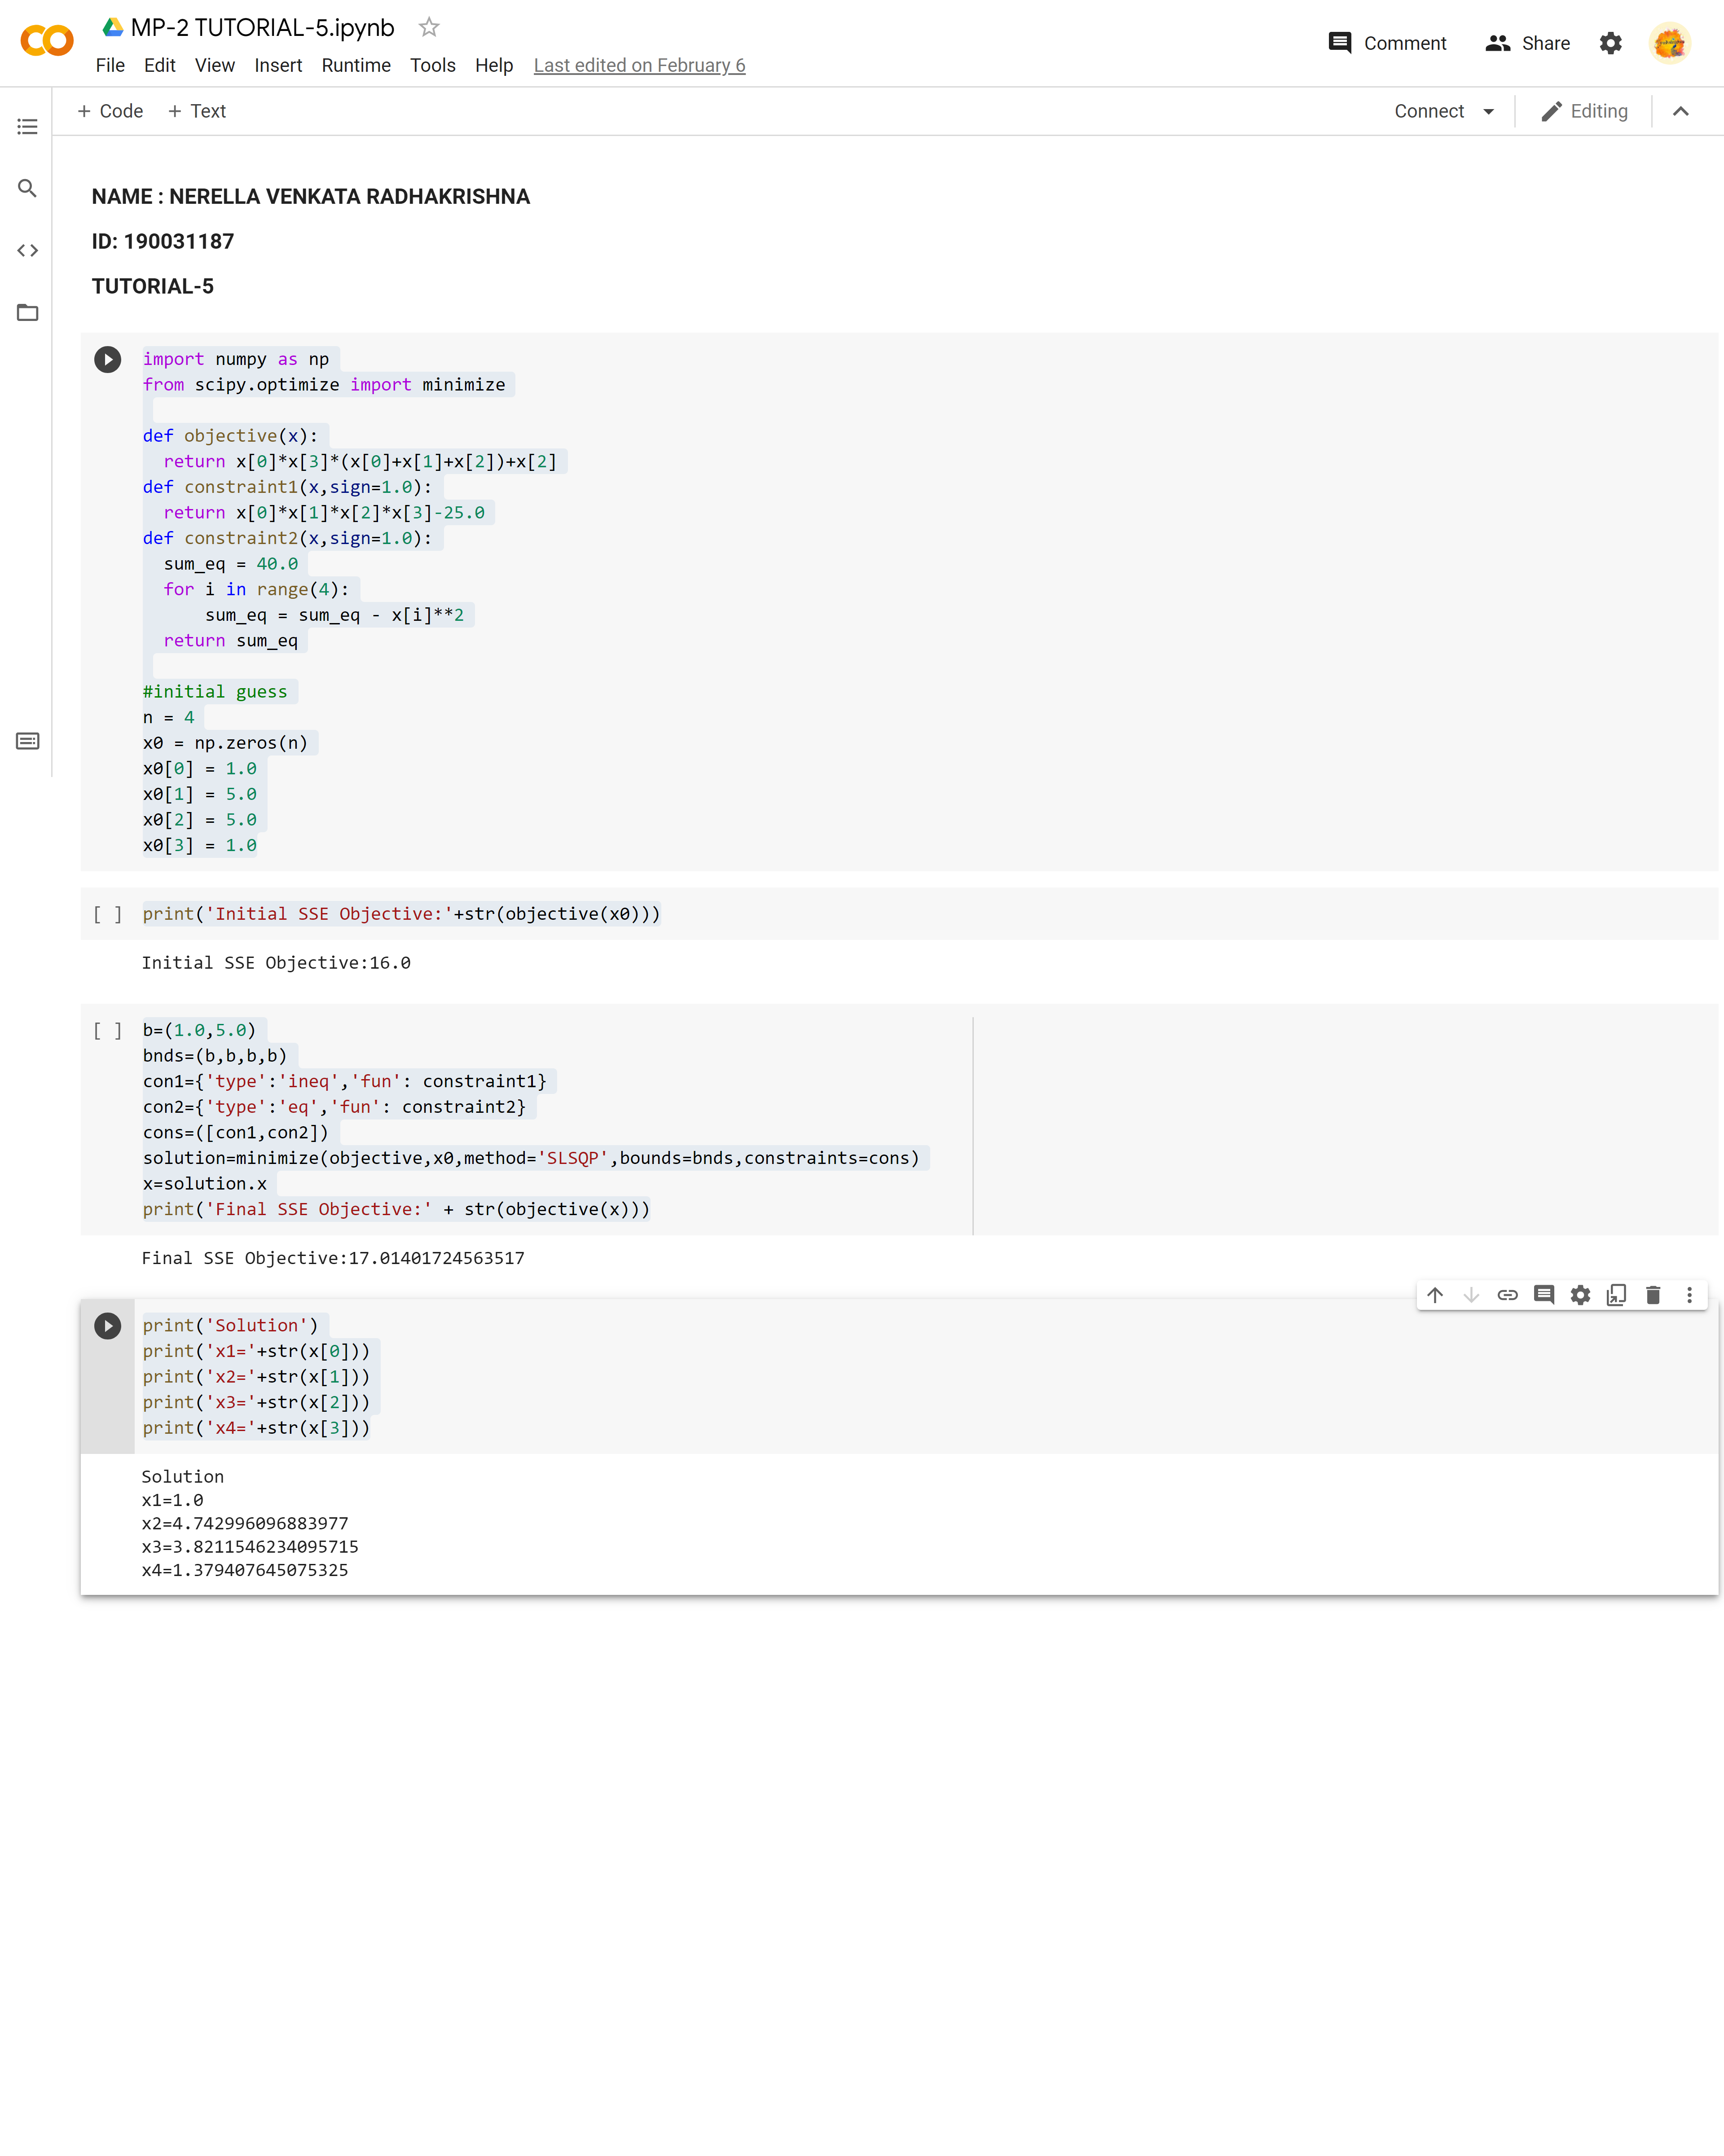 MP-2 TUTORIAL-5.ipynb
File Edit View Insert Runtime Tools Help Last edited on February 6
Comment Share
+ Code + Text
Connect Editing
NAME : NERELLA VENKATA RADHAKRISHNA
ID: 190031187
TUTORIAL-5
import numpy as np
from scipy.optimize import minimize
def objective(x):
  return x[0]*x[3]*(x[0]+x[1]+x[2])+x[2]
def constraint1(x,sign=1.0):
  return x[0]*x[1]*x[2]*x[3]-25.0
def constraint2(x,sign=1.0):
  sum_eq = 40.0
  for i in range(4):
      sum_eq = sum_eq - x[i]**2
  return sum_eq
#initial guess
n = 4
x0 = np.zeros(n)
x0[0] = 1.0
x0[1] = 5.0
x0[2] = 5.0
x0[3] = 1.0
[ ] print('Initial SSE Objective:'+str(objective(x0)))
Initial SSE Objective:16.0
[ ] b=(1.0,5.0)
bnds=(b,b,b,b)
con1={'type':'ineq','fun': constraint1}
con2={'type':'eq','fun': constraint2}
cons=([con1,con2])
solution=minimize(objective,x0,method='SLSQP',bounds=bnds,constraints=cons)
x=solution.x
print('Final SSE Objective:' + str(objective(x)))
Final SSE Objective:17.01401724563517
print('Solution')
print('x1='+str(x[0]))
print('x2='+str(x[1]))
print('x3='+str(x[2]))
print('x4='+str(x[3]))
Solution
x1=1.0
x2=4.742996096883977
x3=3.8211546234095715
x4=1.379407645075325